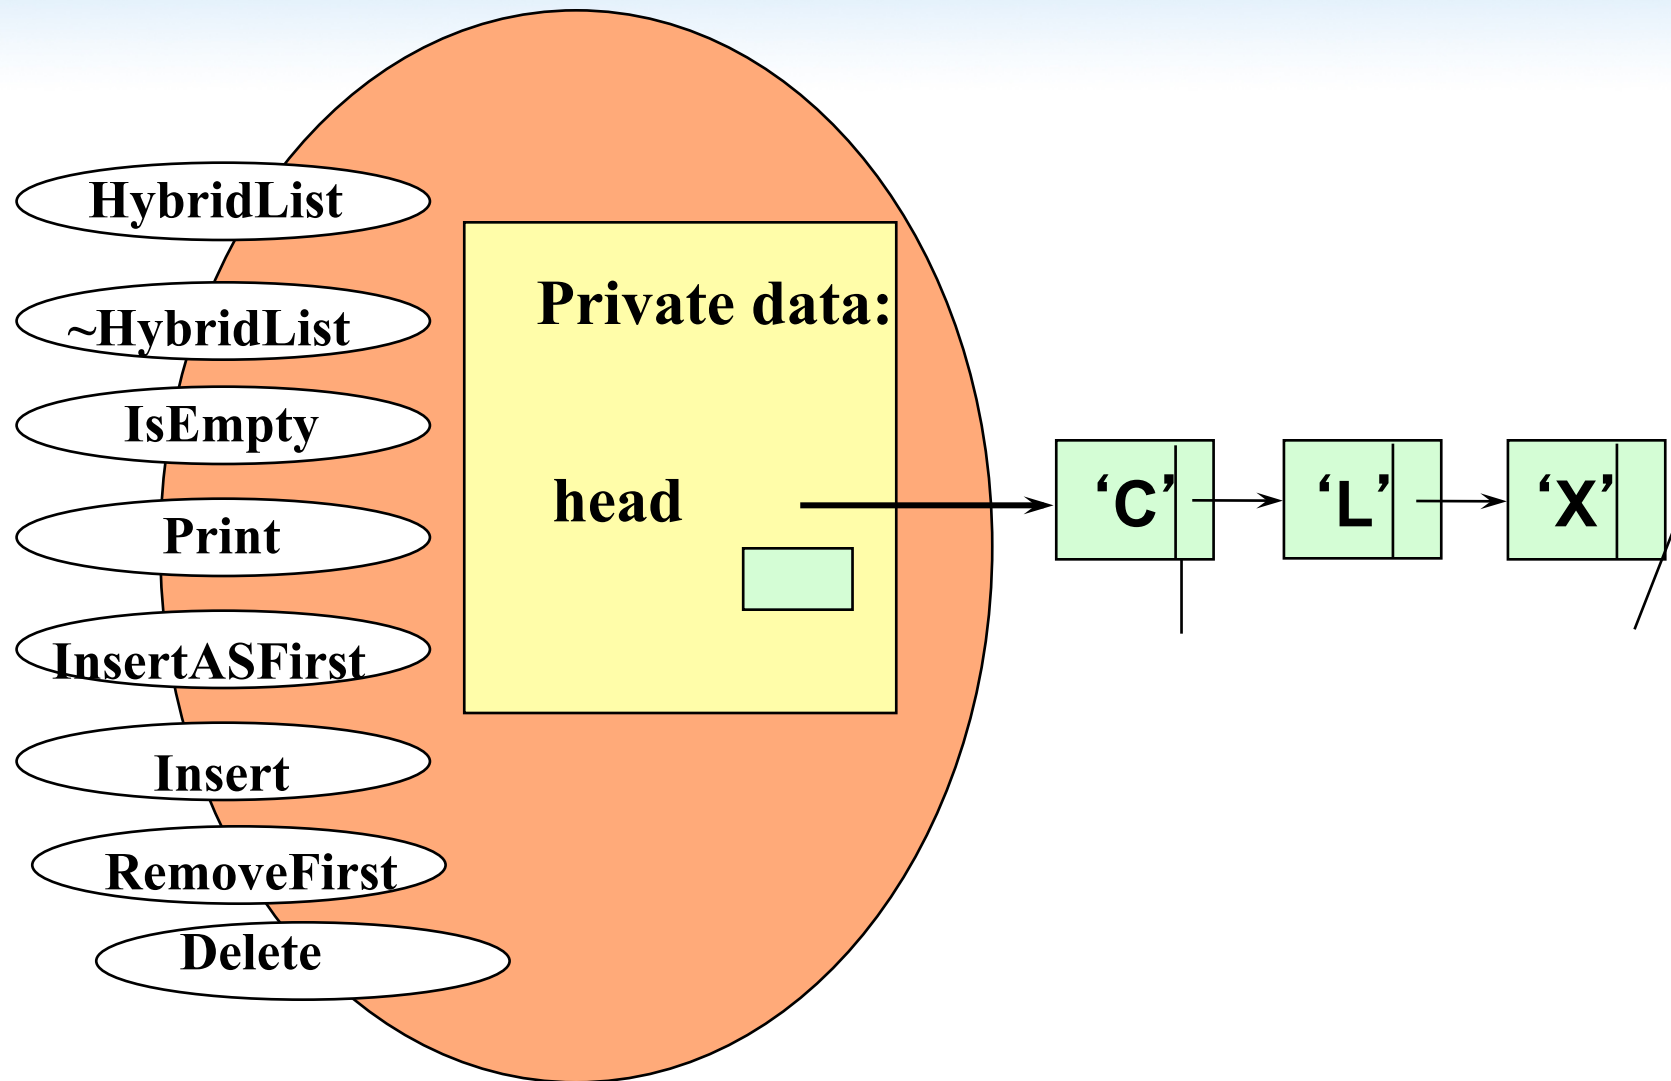 HybridList
~HybridList
IsEmpty
Print
InsertASFirst
Insert
RemoveFirst
Delete
Private data:
head
‘C’
‘L’
‘X’